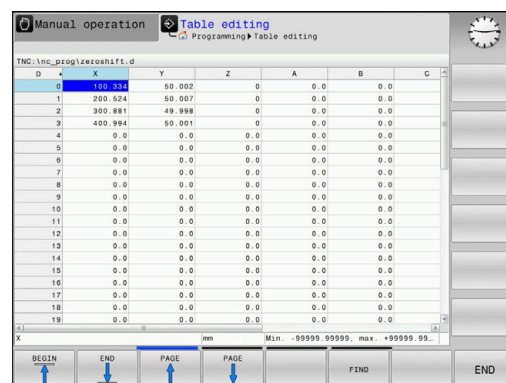 Manual operation
Table editing
Programming▶Table editing
TNC:\nc_prog\zeroshift.d
D X Y Z A B C
0 100.334 50.002 0 0.0 0.0
1 200.524 50.007 0 0.0 0.0
2 300.881 49.998 0 0.0 0.0
3 400.994 50.001 0 0.0 0.0
4 0.0 0.0 0.0 0.0 0.0
5 0.0 0.0 0.0 0.0 0.0
6 0.0 0.0 0.0 0.0 0.0
7 0.0 0.0 0.0 0.0 0.0
8 0.0 0.0 0.0 0.0 0.0
9 0.0 0.0 0.0 0.0 0.0
10 0.0 0.0 0.0 0.0 0.0
11 0.0 0.0 0.0 0.0 0.0
12 0.0 0.0 0.0 0.0 0.0
13 0.0 0.0 0.0 0.0 0.0
14 0.0 0.0 0.0 0.0 0.0
15 0.0 0.0 0.0 0.0 0.0
16 0.0 0.0 0.0 0.0 0.0
17 0.0 0.0 0.0 0.0 0.0
18 0.0 0.0 0.0 0.0 0.0
19 0.0 0.0 0.0 0.0 0.0
X mm Min. -99999.99999, max. +99999.99...
BEGIN END PAGE PAGE FIND END